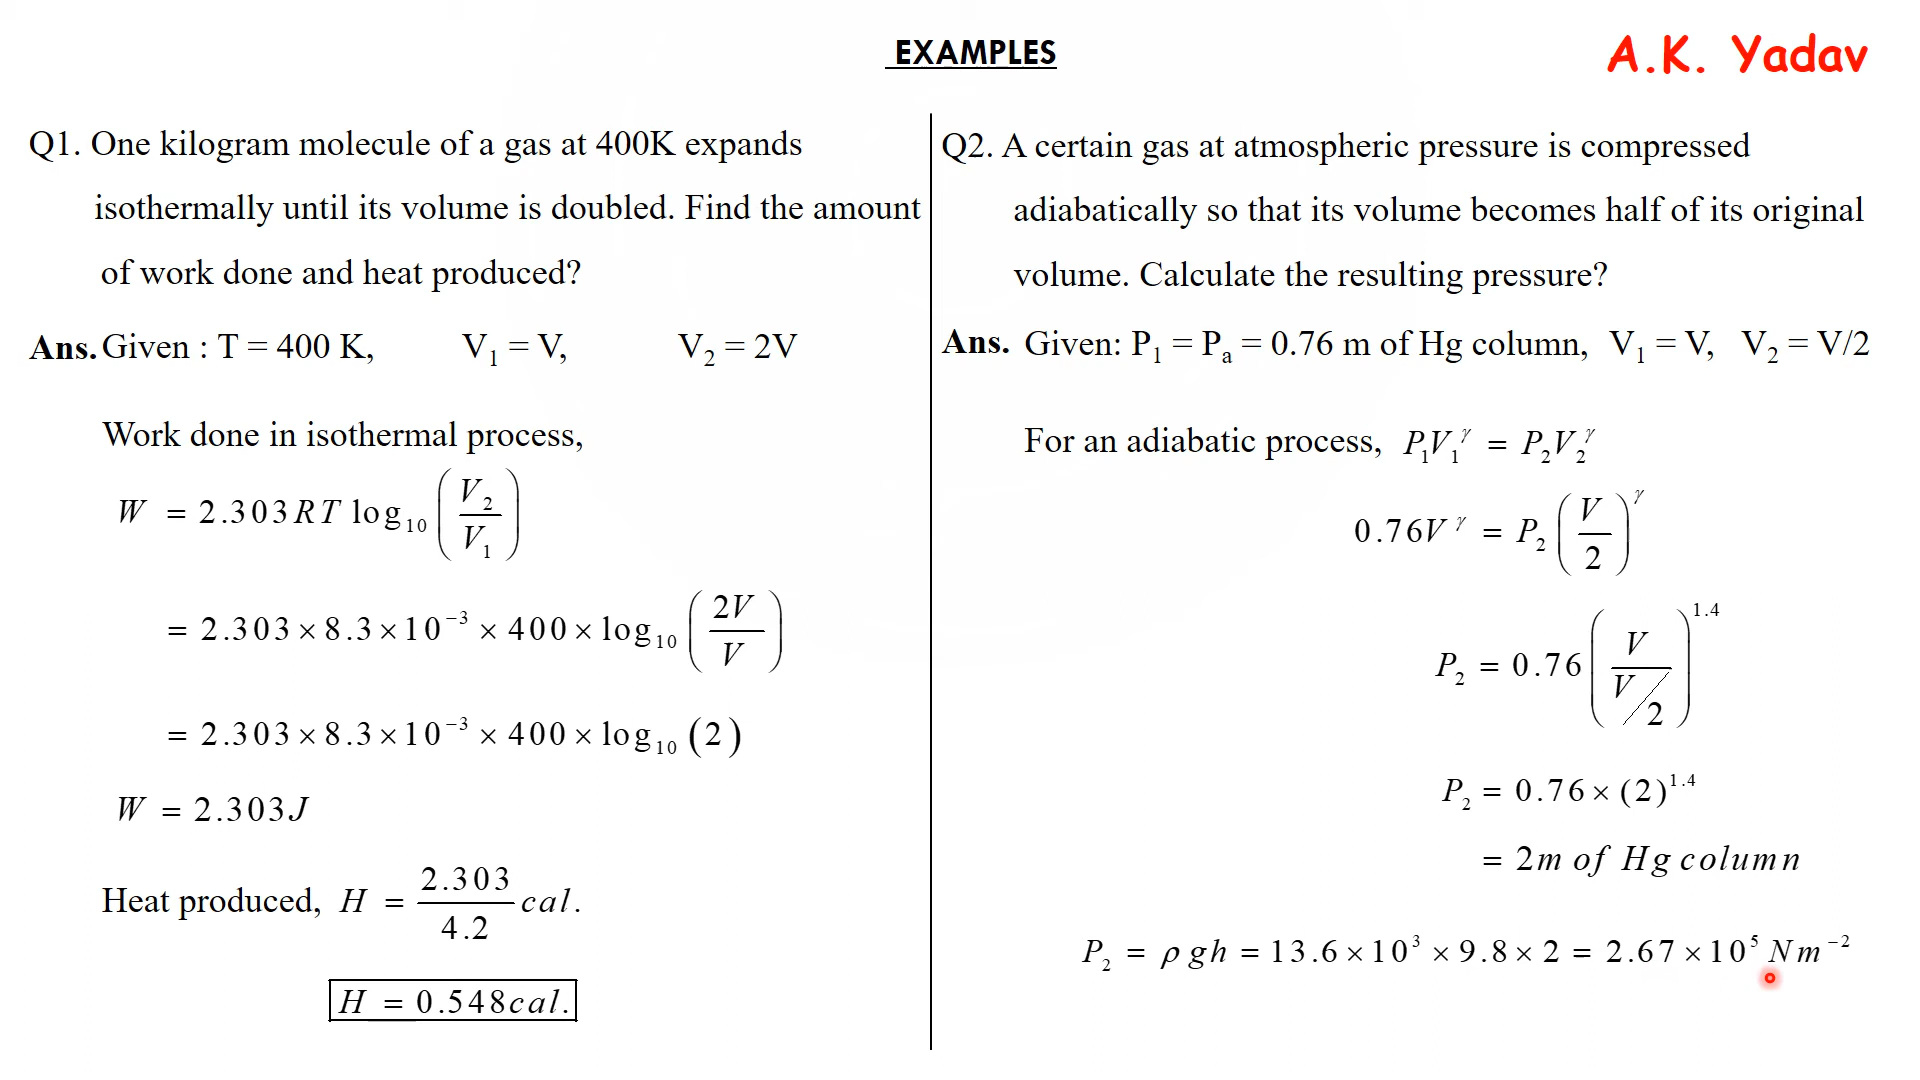 EXAMPLES
A.K. Yadav
Q1. One kilogram molecule of a gas at 400K expands
isothermally until its volume is doubled. Find the amount
of work done and heat produced?
Ans. Given : T = 400 K, V₁ = V, V₂ = 2V
Work done in isothermal process,
W = 2.303RT log₁₀ (V₂/V₁)
= 2.303 × 8.3 × 10⁻³ × 400 × log₁₀ (2V/V)
= 2.303 × 8.3 × 10⁻³ × 400 × log₁₀ (2)
W = 2.303J
Heat produced, H = 2.303/4.2 cal.
H = 0.548cal.
Q2. A certain gas at atmospheric pressure is compressed
adiabatically so that its volume becomes half of its original
volume. Calculate the resulting pressure?
Ans. Given: P₁ = Pₐ = 0.76 m of Hg column, V₁ = V, V₂ = V/2
For an adiabatic process, P₁V₁^γ = P₂V₂^γ
0.76V^γ = P₂ (V/2)^γ
P₂ = 0.76 (V/(V/2))^1.4
P₂ = 0.76 × (2)^1.4
= 2m of Hg column
P₂ = ρgh = 13.6 × 10³ × 9.8 × 2 = 2.67 × 10⁵ Nm⁻²